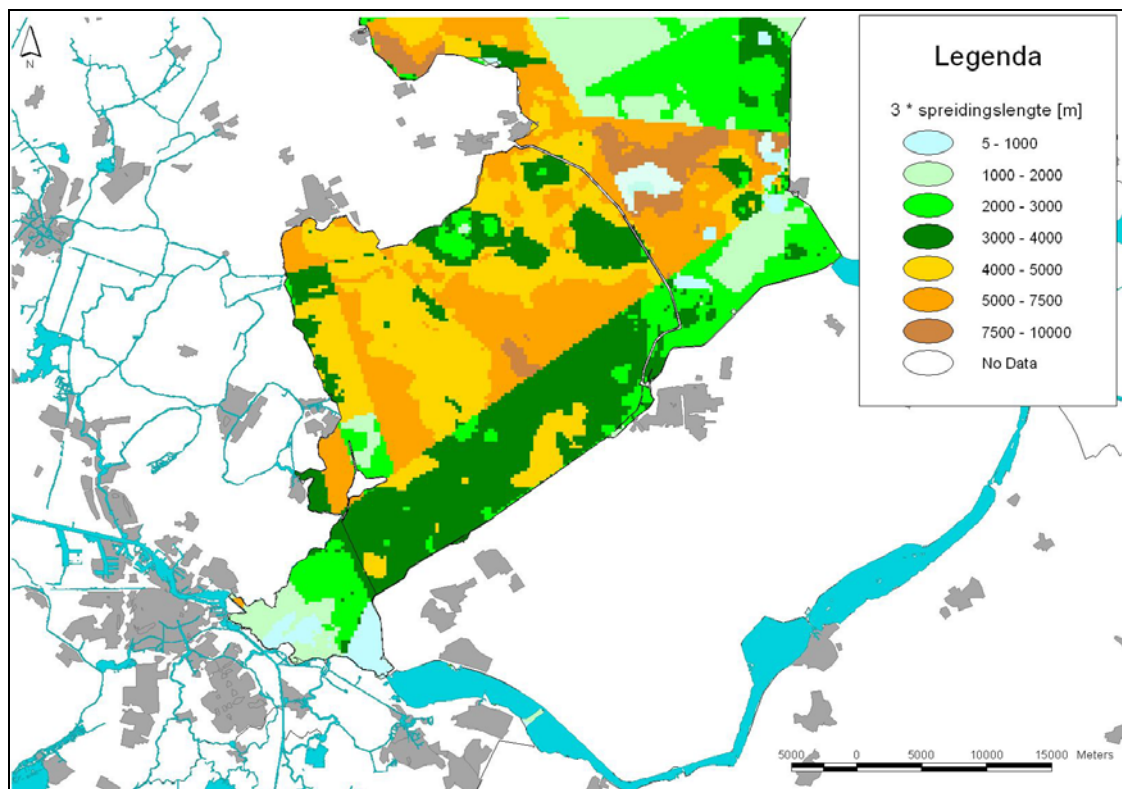 N
Legenda
3 * spreidingslengte [m]
5 - 1000
1000 - 2000
2000 - 3000
3000 - 4000
4000 - 5000
5000 - 7500
7500 - 10000
No Data
5000 0 5000 10000 15000 Meters